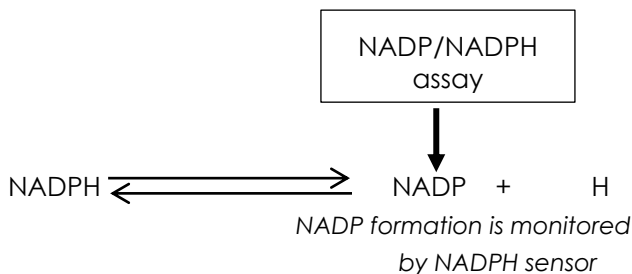 NADP/NADPH
assay
NADPH NADP + H
NADP formation is monitored
by NADPH sensor